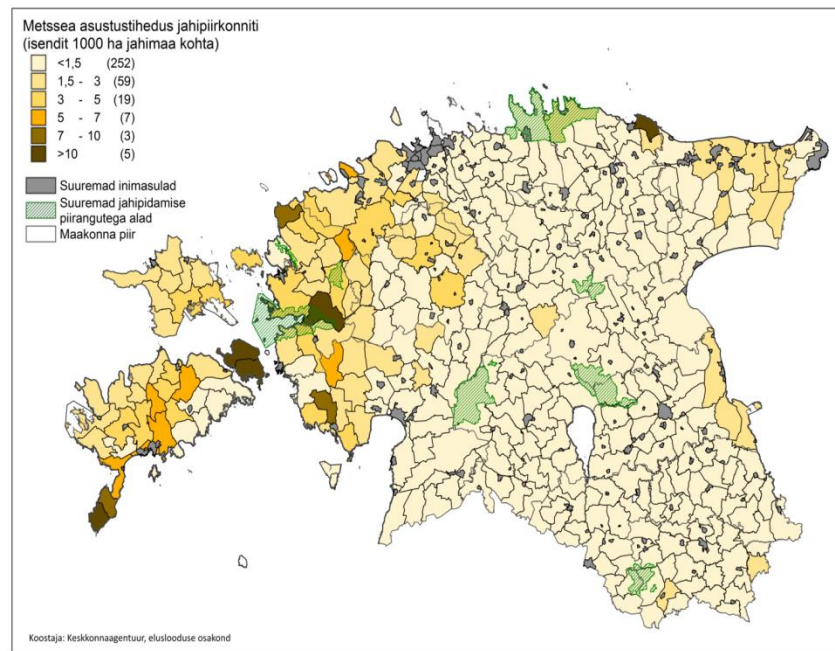 Metssea asustustihedus jahipiirkonniti
(isendit 1000 ha jahimaa kohta)
<1,5 (252)
1,5 - 3 (59)
3 - 5 (19)
5 - 7 (7)
7 - 10 (3)
>10 (5)
Suuremad inimasulad
Suuremad jahipidamise
piirangutega alad
Maakonna piir
Koostaja: Keskkonnaagentuur, eluslooduse osakond